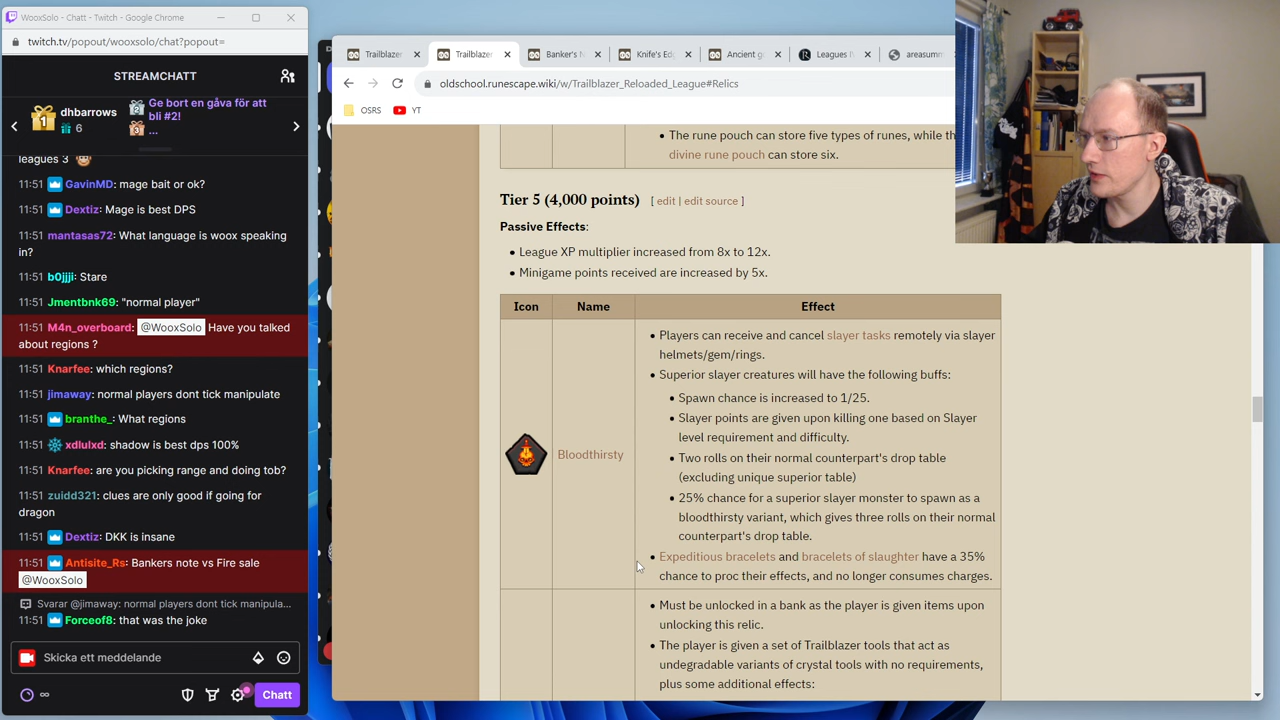 WooxSolo - Chatt - Twitch - Google Chrome
twitch.tv/popout/wooxsolo/chat?popout=
STREAMCHATT
1
dhbarrows
6
2
Ge bort en gåva för att
bli #2!
3
...
leagues 3
11:51 GavinMD: mage bait or ok?
11:51 Dextiz: Mage is best DPS
11:51 mantasas72: What language is woox speaking
in?
11:51 b0jjji: Stare
11:51 Jmentbnk69: "normal player"
11:51 M4n_overboard: @WooxSolo Have you talked
about regions ?
11:51 Knarfee: which regions?
11:51 jimaway: normal players dont tick manipulate
11:51 branthe_: What regions
11:51 xdlulxd: shadow is best dps 100%
11:51 Knarfee: are you picking range and doing tob?
11:51 zuidd321: clues are only good if going for
dragon
11:51 Dextiz: DKK is insane
11:51 Antisite_Rs: Bankers note vs Fire sale
@WooxSolo
Svarar @jimaway: normal players dont tick manipula...
11:51 Forceof8: that was the joke
Skicka ett meddelande
Chatt
Trailblazer
Trailblazer
Banker's N
Knife's Ed
Ancient g
Leagues I
areasumm
oldschool.runescape.wiki/w/Trailblazer_Reloaded_League#Relics
OSRS
YT
The rune pouch can store five types of runes, while th
divine rune pouch can store six.
Tier 5 (4,000 points) [ edit | edit source ]
Passive Effects:
League XP multiplier increased from 8x to 12x.
Minigame points received are increased by 5x.
Icon Name Effect
Bloodthirsty
Players can receive and cancel slayer tasks remotely via slayer
helmets/gem/rings.
Superior slayer creatures will have the following buffs:
Spawn chance is increased to 1/25.
Slayer points are given upon killing one based on Slayer
level requirement and difficulty.
Two rolls on their normal counterpart's drop table
(excluding unique superior table)
25% chance for a superior slayer monster to spawn as a
bloodthirsty variant, which gives three rolls on their normal
counterpart's drop table.
Expeditious bracelets and bracelets of slaughter have a 35%
chance to proc their effects, and no longer consumes charges.
Must be unlocked in a bank as the player is given items upon
unlocking this relic.
The player is given a set of Trailblazer tools that act as
undegradable variants of crystal tools with no requirements,
plus some additional effects: